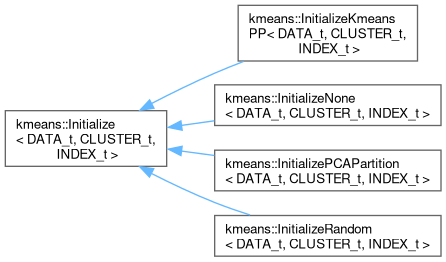 kmeans::InitializeKmeans
PP< DATA_t, CLUSTER_t,
INDEX_t >
kmeans::InitializeNone
< DATA_t, CLUSTER_t, INDEX_t >
kmeans::Initialize
< DATA_t, CLUSTER_t,
INDEX_t >
kmeans::InitializePCAPartition
< DATA_t, CLUSTER_t, INDEX_t >
kmeans::InitializeRandom
< DATA_t, CLUSTER_t, INDEX_t >